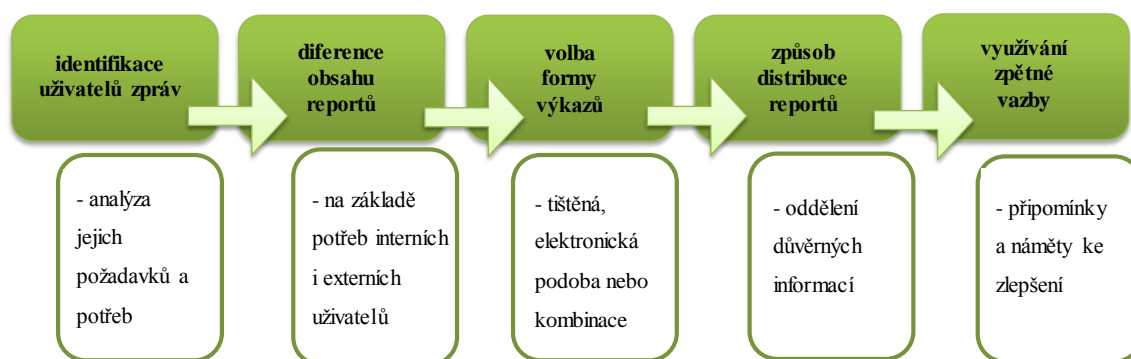 identifikace
uživatelů zpráv
diference
obsahu
reportů
volba
formy
výkazů
způsob
distribuce
reportů
využívání
zpětné
vazby
- analýza
jejich
požadavků a
potřeb
- na základě
potřeb interních
i externích
uživatelů
- tištěná,
elektronická
podoba nebo
kombinace
- oddělení
důvěrných
informací
- připomínky
a náměty ke
zlepšení